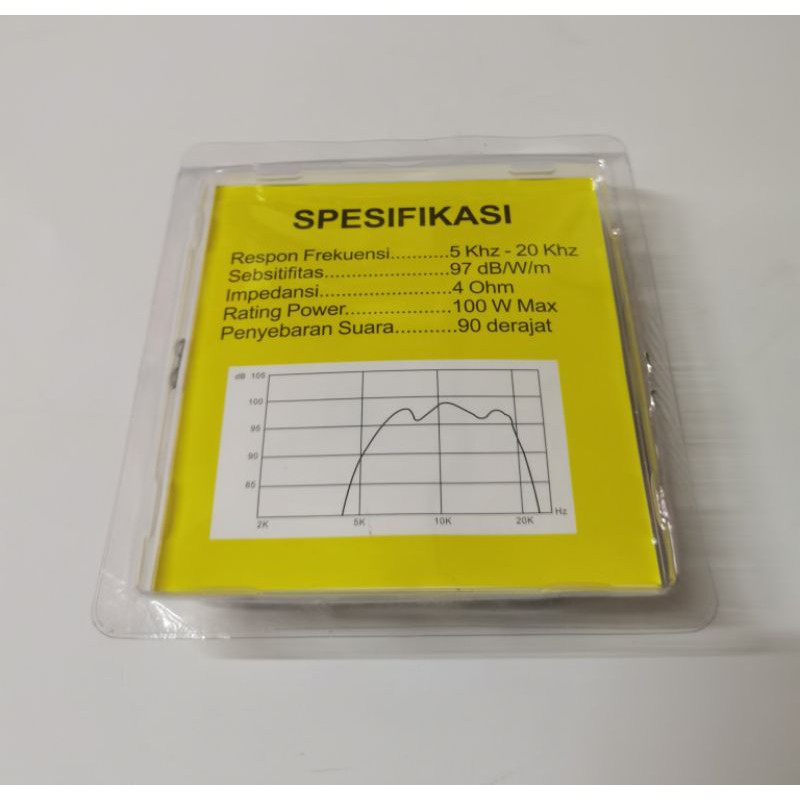 SPESIFIKASI
Respon Frekuensi..........5 Khz - 20 Khz
Sebsitifitas.....................97 dB/W/m
Impedansi......................4 Ohm
Rating Power..................100 W Max
Penyebaran Suara...........90 derajat
dB 105
100
95
90
85
2K 5K 10K 20K Hz